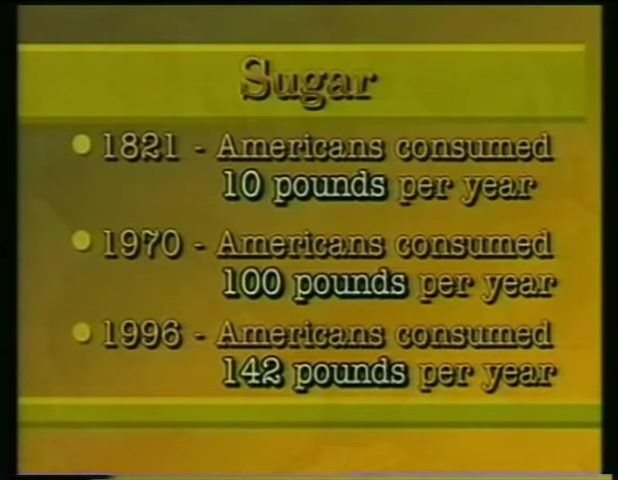 Sugar
1821 - Americans consumed
10 pounds per year
1970 - Americans consumed
100 pounds per year
1996 - Americans consumed
142 pounds per year